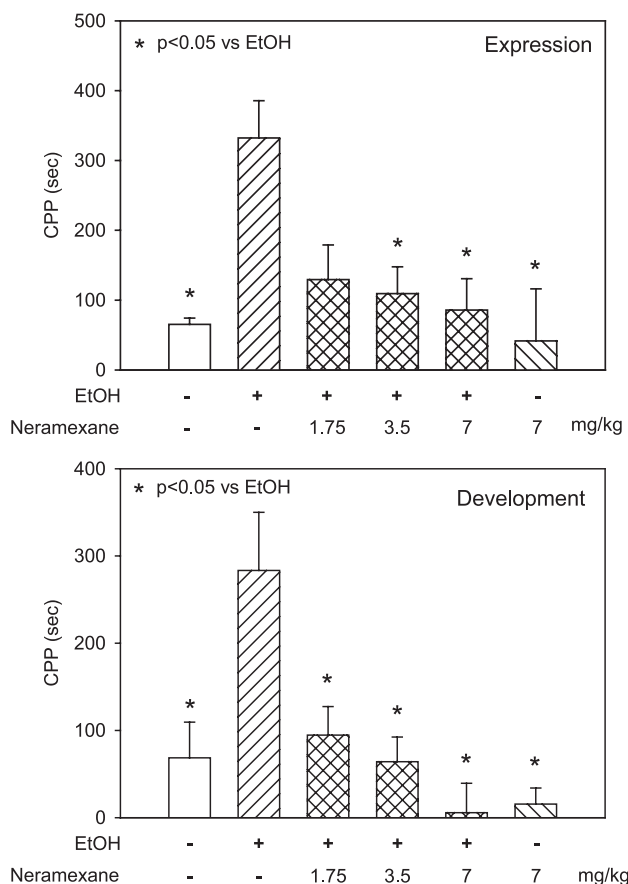 500
* p<0.05 vs EtOH Expression
400
300
CPP (sec)
200
* * *
100
*
0
EtOH - + + + + -
Neramexane - - 1.75 3.5 7 7 mg/kg
400
* p<0.05 vs EtOH Development
300
CPP (sec)
200
*
* *
100
* *
0
EtOH - + + + + -
Neramexane - - 1.75 3.5 7 7 mg/kg